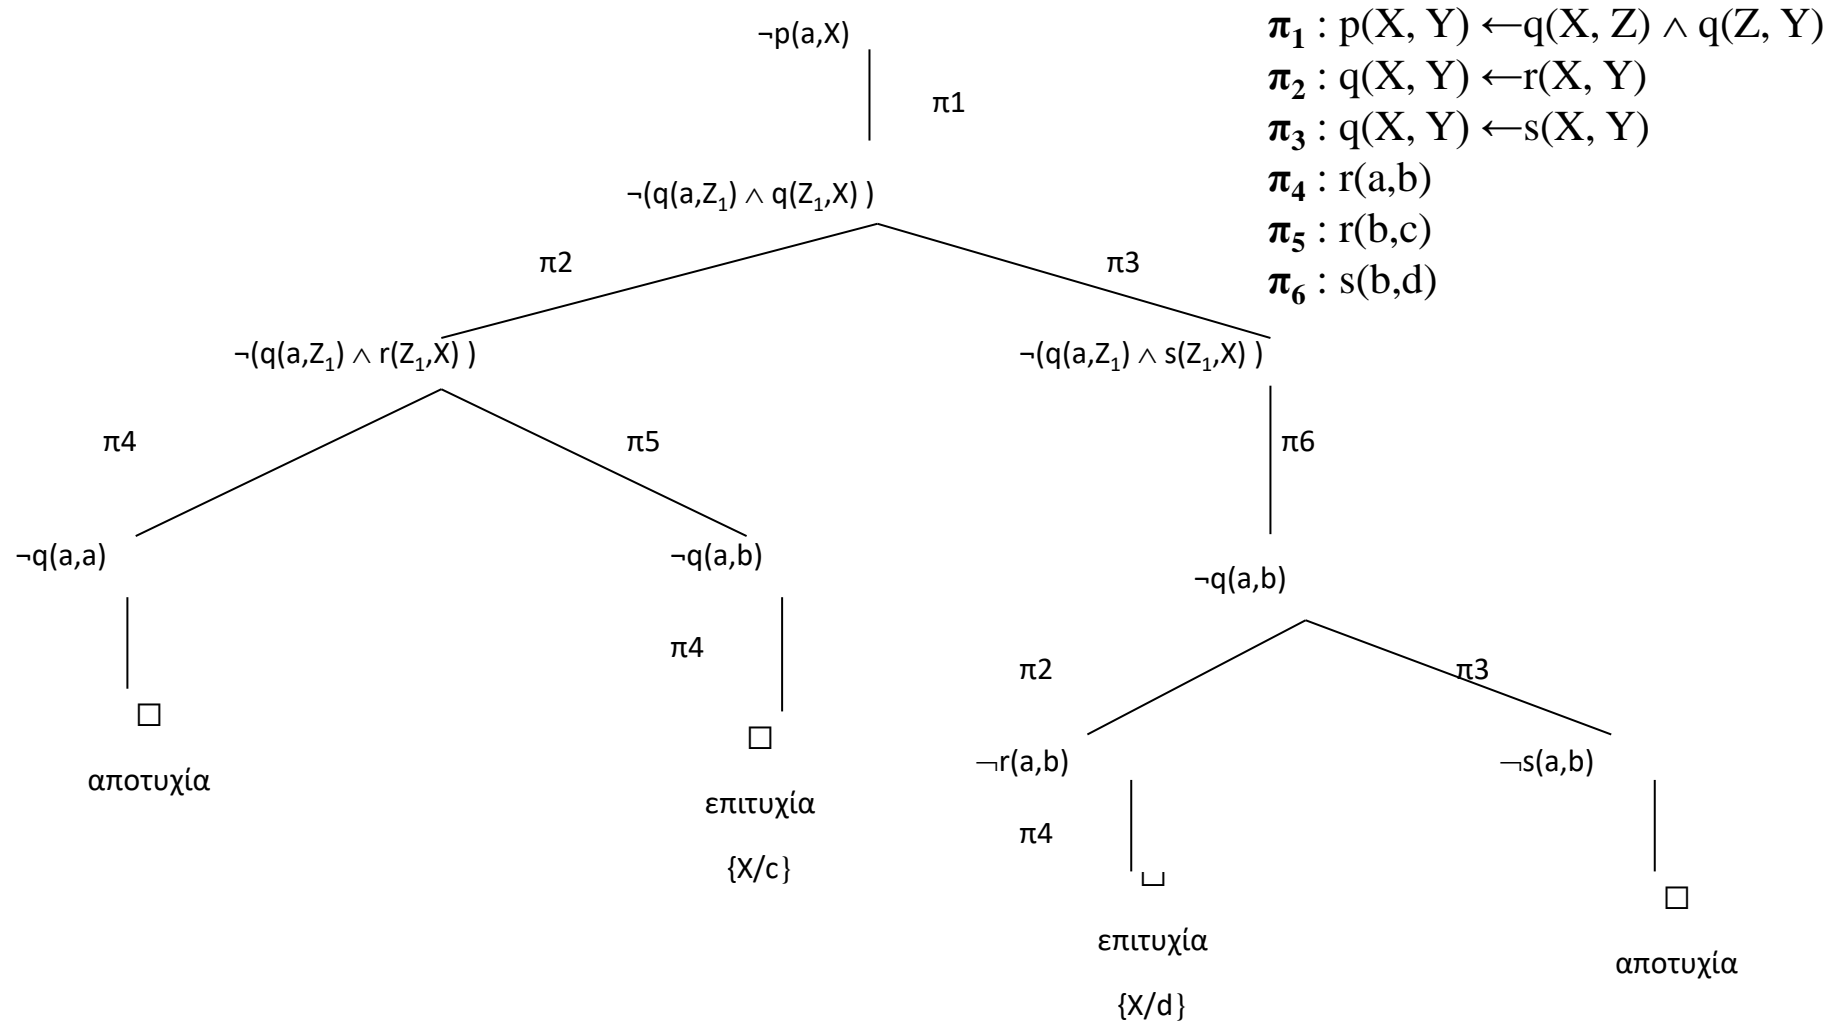 ¬p(a,X)
π1
¬(q(a,Z₁) ∧ q(Z₁,X) )
π2
π3
¬(q(a,Z₁) ∧ r(Z₁,X) )
¬(q(a,Z₁) ∧ s(Z₁,X) )
π4
π5
π6
¬q(a,a)
¬q(a,b)
¬q(a,b)
π4
π2
π3
□
□
αποτυχία
επιτυχία
{X/c}
¬r(a,b)
¬s(a,b)
π4
□
επιτυχία
αποτυχία
{X/d}
π₁ : p(X, Y) ←q(X, Z) ∧ q(Z, Y)
π₂ : q(X, Y) ←r(X, Y)
π₃ : q(X, Y) ←s(X, Y)
π₄ : r(a,b)
π₅ : r(b,c)
π₆ : s(b,d)